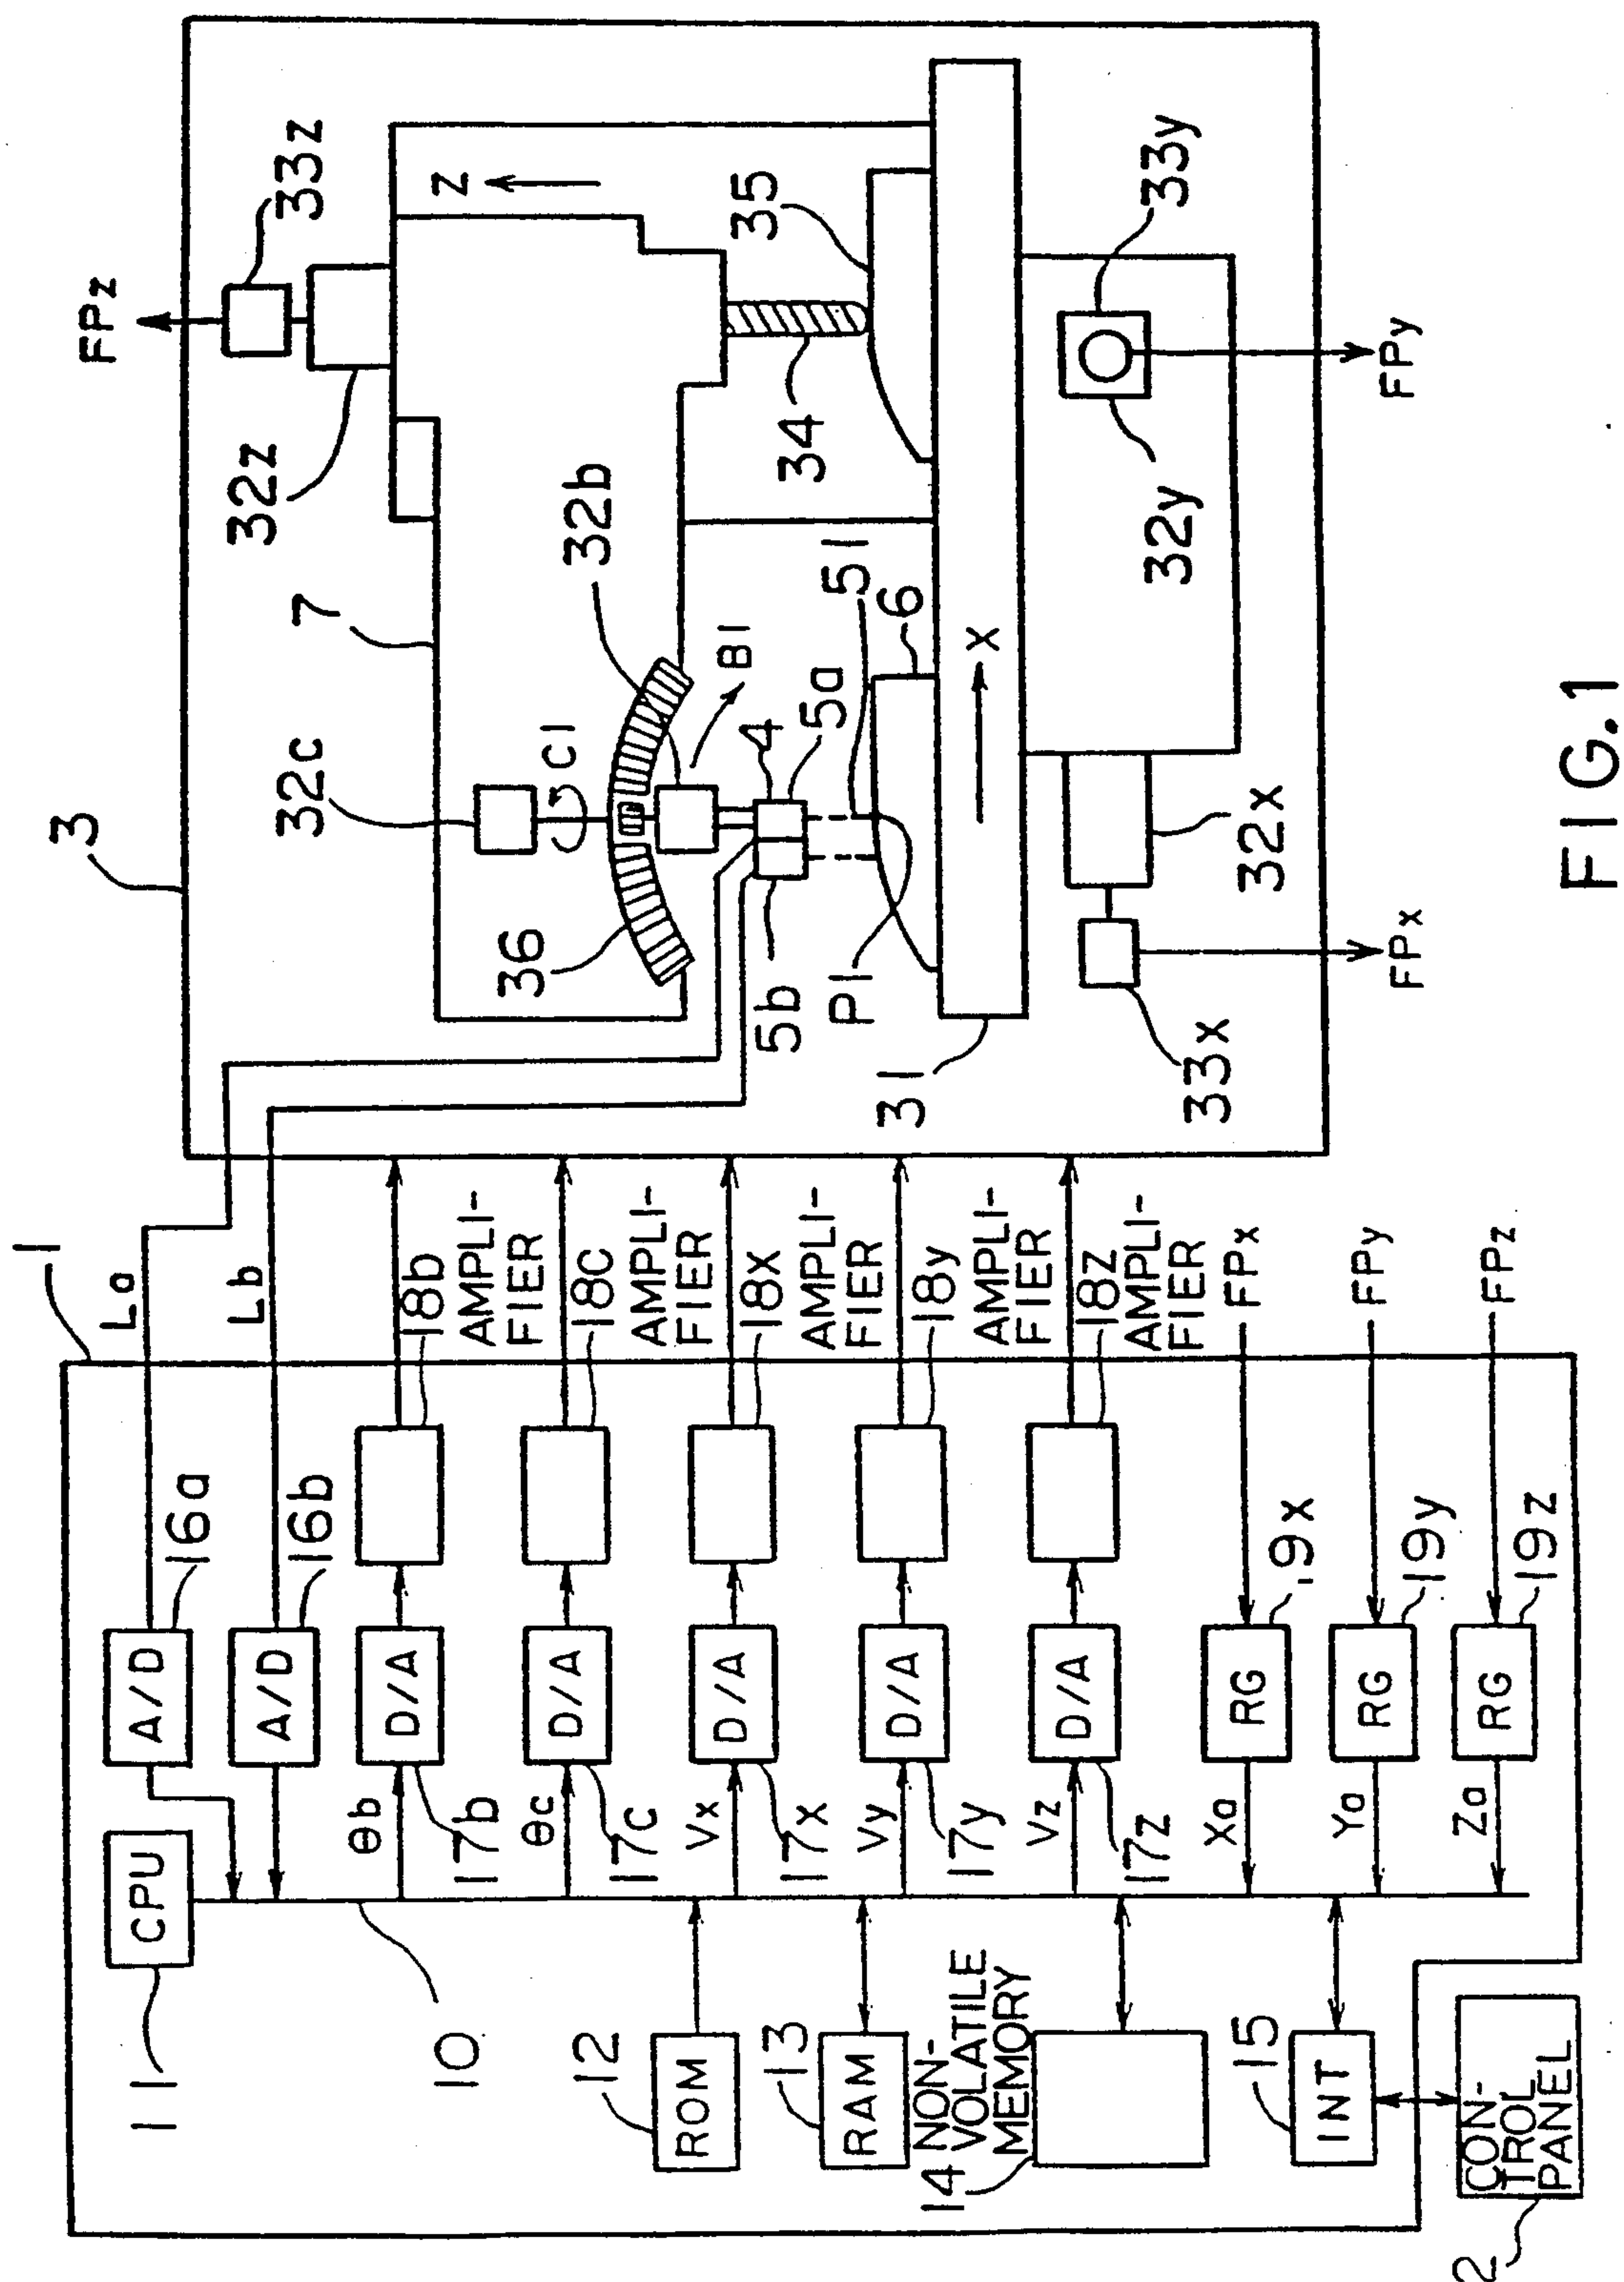 1
11
CPU
10
12
ROM
13
RAM
NON-
VOLATILE
MEMORY
14
15
INT
CON-
TROL
PANEL
2
A/D
16a
La
A/D
16b
Lb
θb
D/A
17b
18b
AMPLI-
FIER
θc
D/A
17c
18c
AMPLI-
FIER
Vx
D/A
17x
18x
AMPLI-
FIER
Vy
D/A
17y
18y
AMPLI-
FIER
Vz
D/A
17z
18z
AMPLI-
FIER
Xa
RG
19x
FPx
Ya
RG
19y
FPy
Za
RG
19z
FPz
3
FPz
33z
32z
7
Z
32c
C1
32b
36
B1
4
5a
5b
P1
51
6
34
35
31
X
33x
32x
32y
33y
FPx
FPy
FIG.1